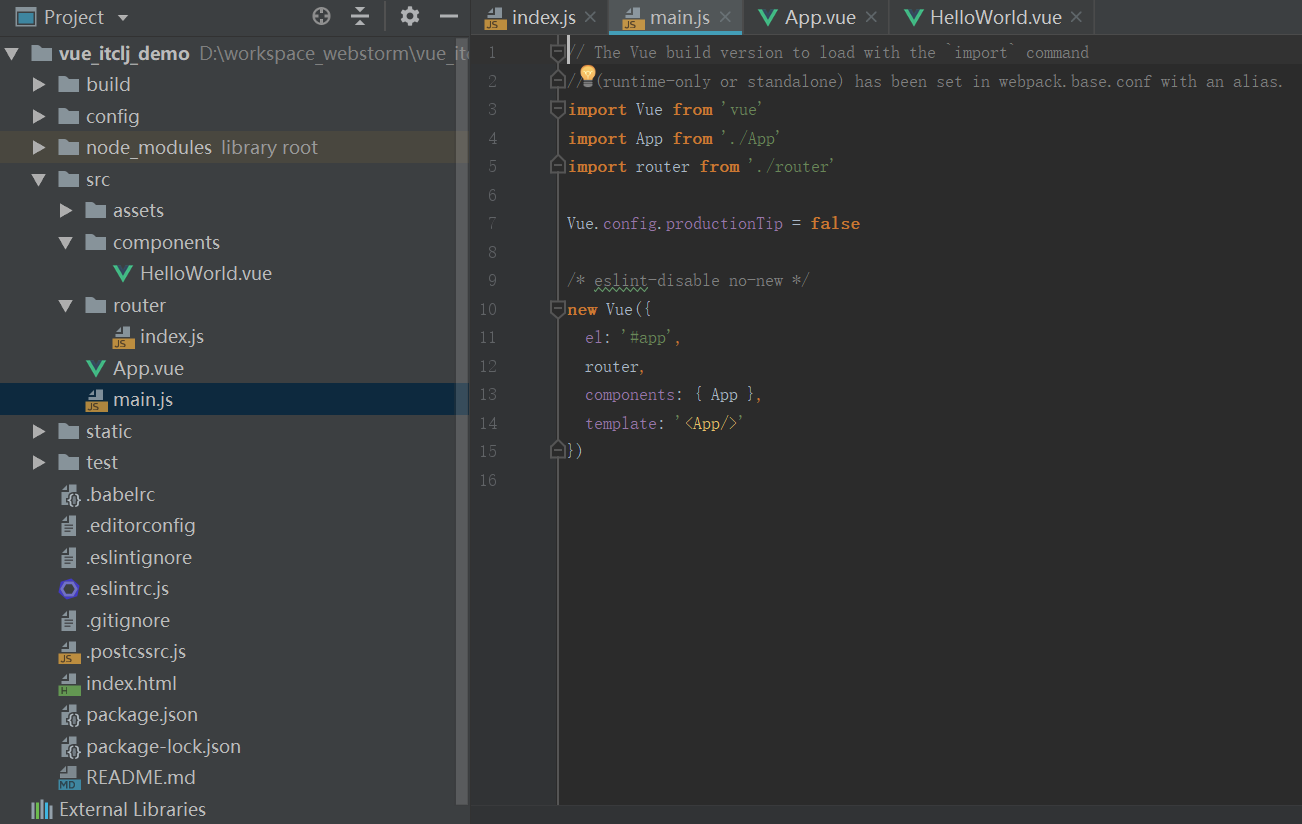 Project
vue_itclj_demo D:\workspace_webstorm\vue_itc
build
config
node_modules library root
src
assets
components
HelloWorld.vue
router
index.js
App.vue
main.js
static
test
.babelrc
.editorconfig
.eslintignore
.eslintrc.js
.gitignore
.postcssrc.js
index.html
package.json
package-lock.json
README.md
External Libraries
index.js main.js App.vue HelloWorld.vue
1 // The Vue build version to load with the `import` command
2 // (runtime-only or standalone) has been set in webpack.base.conf with an alias.
3 import Vue from 'vue'
4 import App from './App'
5 import router from './router'
6
7 Vue.config.productionTip = false
8
9 /* eslint-disable no-new */
10 new Vue({
11 el: '#app',
12 router,
13 components: { App },
14 template: '<App/>'
15 })
16